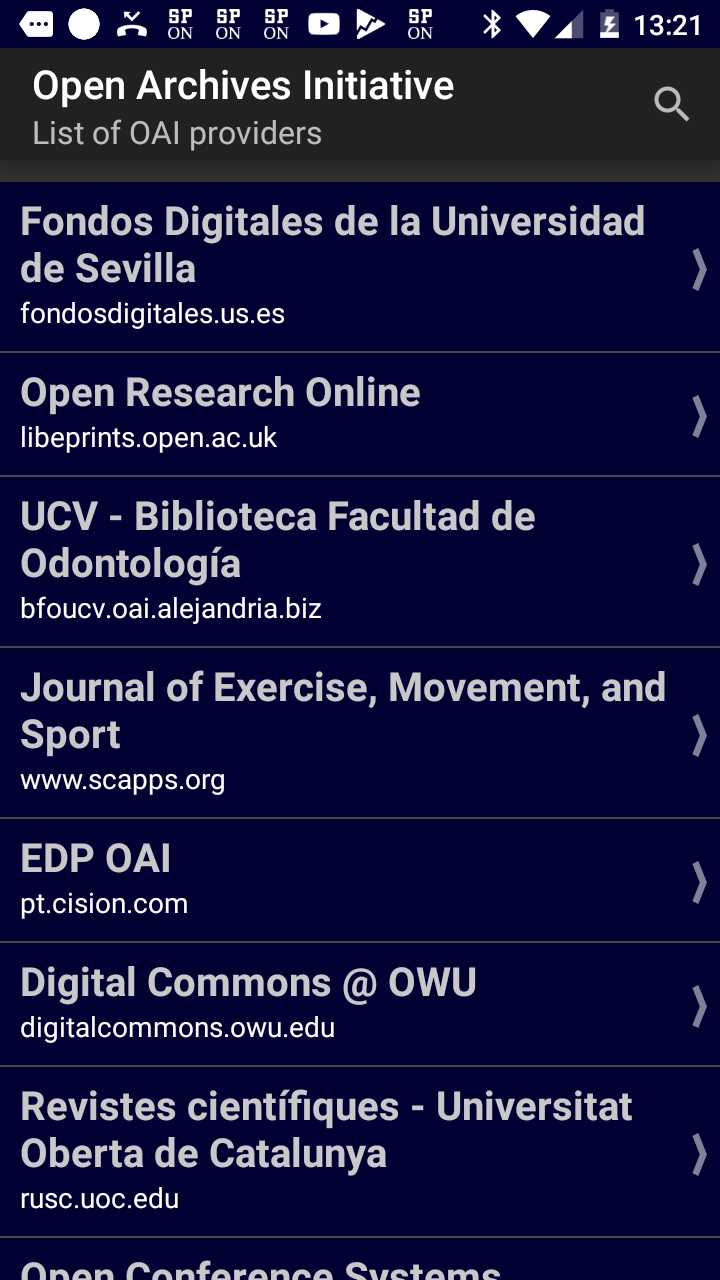 SP ON SP ON SP ON SP ON 13:21
Open Archives Initiative
List of OAI providers
Fondos Digitales de la Universidad
de Sevilla
fondosdigitales.us.es
Open Research Online
libeprints.open.ac.uk
UCV - Biblioteca Facultad de
Odontología
bfoucv.oai.alejandria.biz
Journal of Exercise, Movement, and
Sport
www.scapps.org
EDP OAI
pt.cision.com
Digital Commons @ OWU
digitalcommons.owu.edu
Revistes científiques - Universitat
Oberta de Catalunya
rusc.uoc.edu
Open Conference Systems